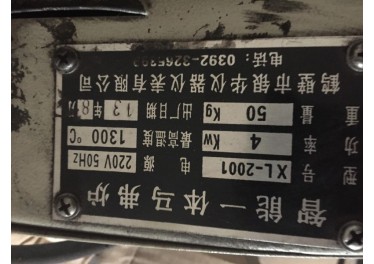 智能一体马弗炉
型号 XL-2001 电源 220V 50Hz
功率 4 Kw 最高温度 1300 ℃
重量 50 Kg 出厂日期 13年8月
鹤壁市银华仪器仪表有限公司
电话: